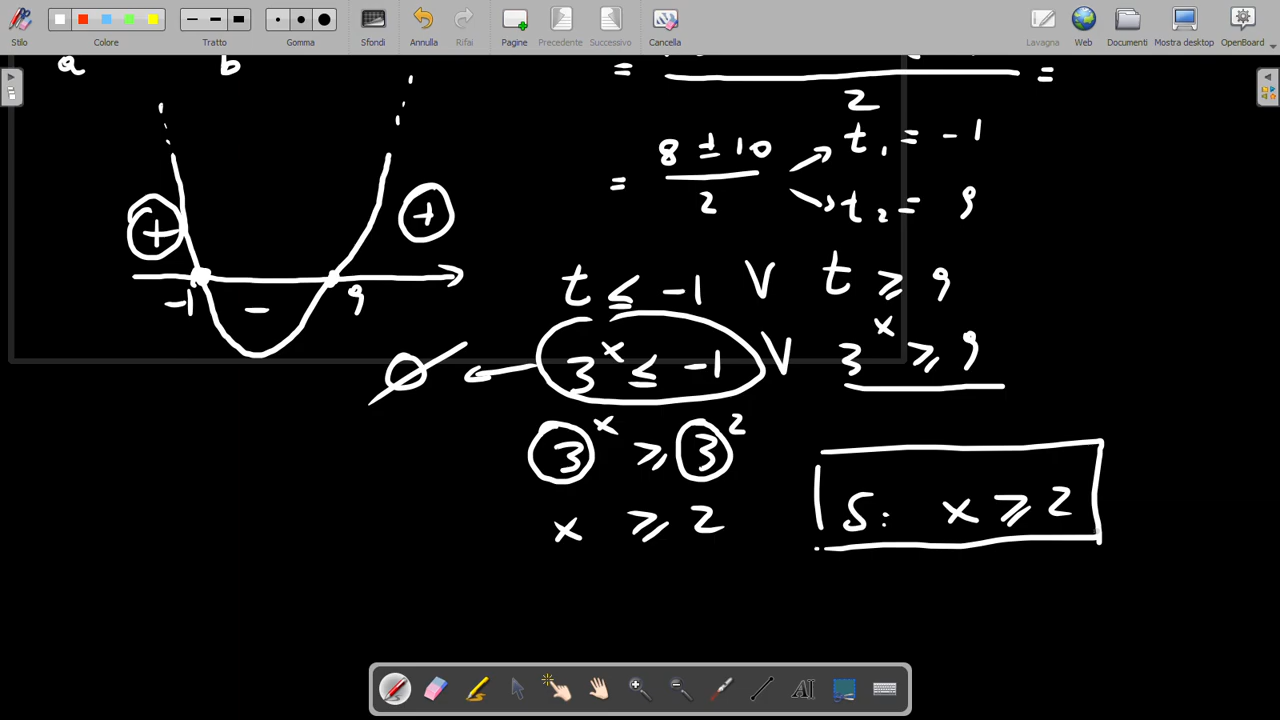 Stilo Colore Tratto Gomma Sfondi Annulla Rifai Pagine Precedente Successivo Cancella Lavagna Web Documenti Mostra desktop OpenBoard
a b
= =
2
= 8 ± 10 t₁ = -1
2 t₂ = 9
+ +
-1 - 9
t ≤ -1 V t ≥ 9
∅ 3ˣ ≤ -1 V 3ˣ ≥ 9
3ˣ ≥ 3²
x ≥ 2
S: x ≥ 2
AI